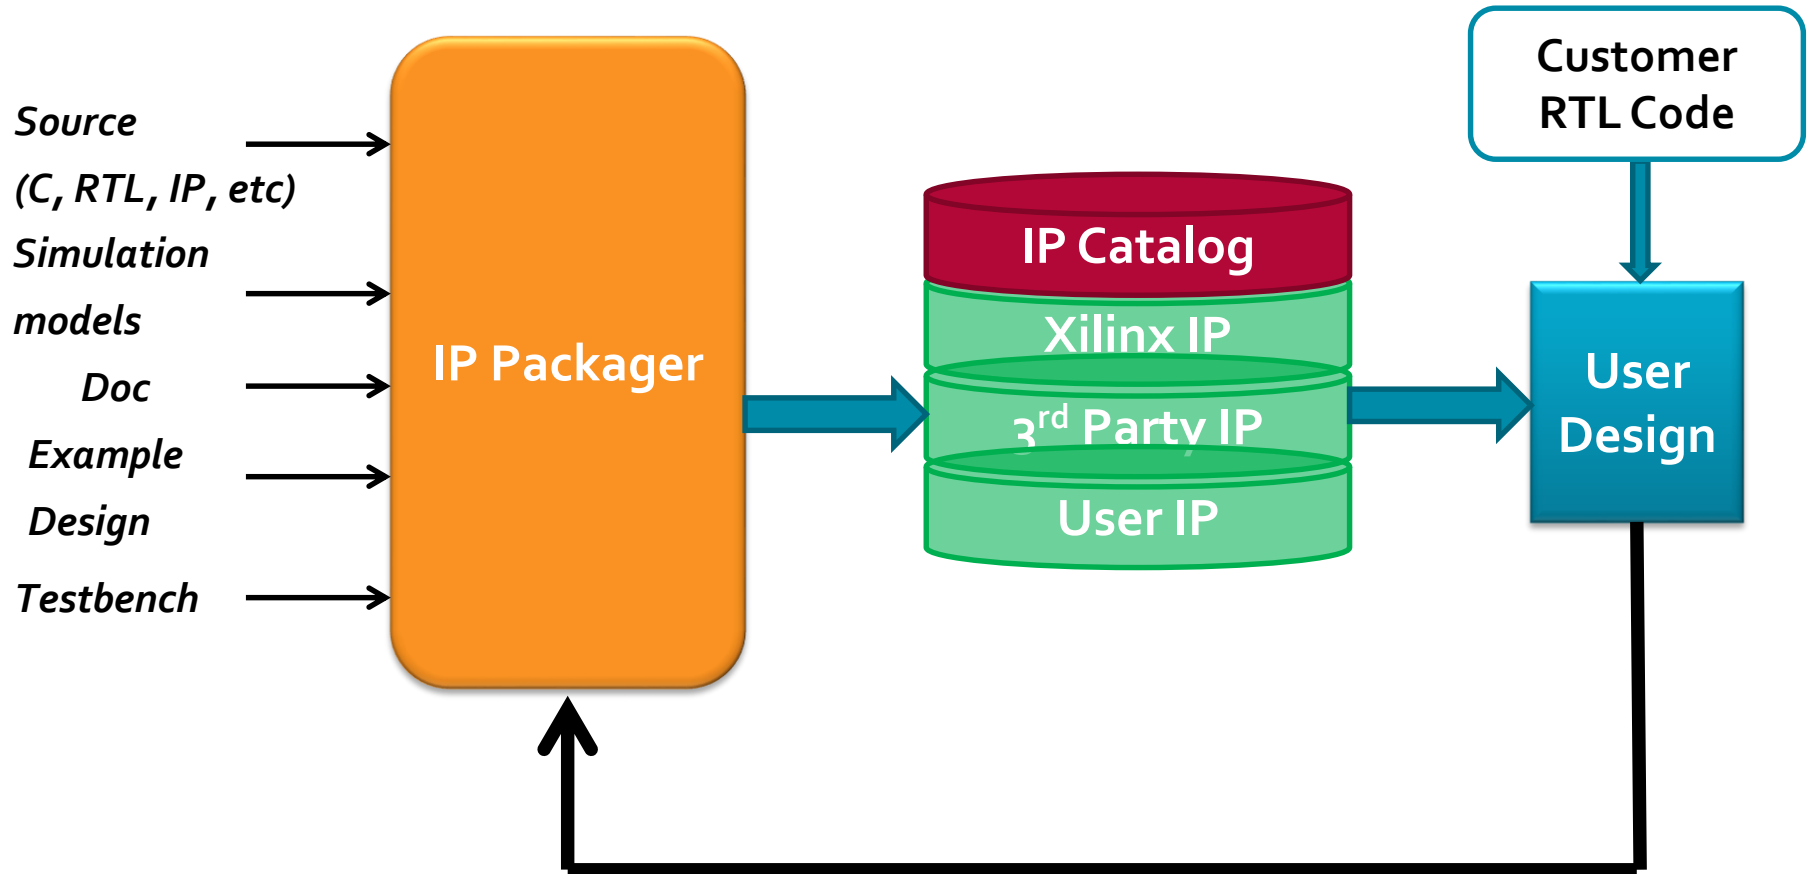 Source
(C, RTL, IP, etc)
Simulation
models
Doc
Example
Design
Testbench
IP Packager
IP Catalog
Xilinx IP
3rd Party IP
User IP
Customer
RTL Code
User
Design